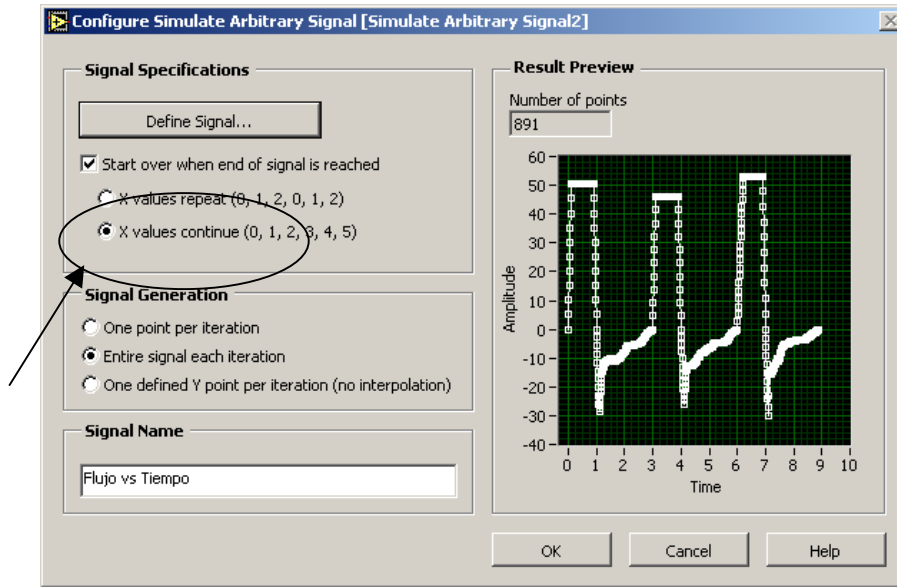 Configure Simulate Arbitrary Signal [Simulate Arbitrary Signal2]
Signal Specifications
Define Signal...
Start over when end of signal is reached
X values repeat (0, 1, 2, 0, 1, 2)
X values continue (0, 1, 2, 3, 4, 5)
Signal Generation
One point per iteration
Entire signal each iteration
One defined Y point per iteration (no interpolation)
Signal Name
Flujo vs Tiempo
Result Preview
Number of points
891
60
50
40
30
20
10
0
-10
-20
-30
-40
Amplitude
0 1 2 3 4 5 6 7 8 9 10
Time
OK
Cancel
Help